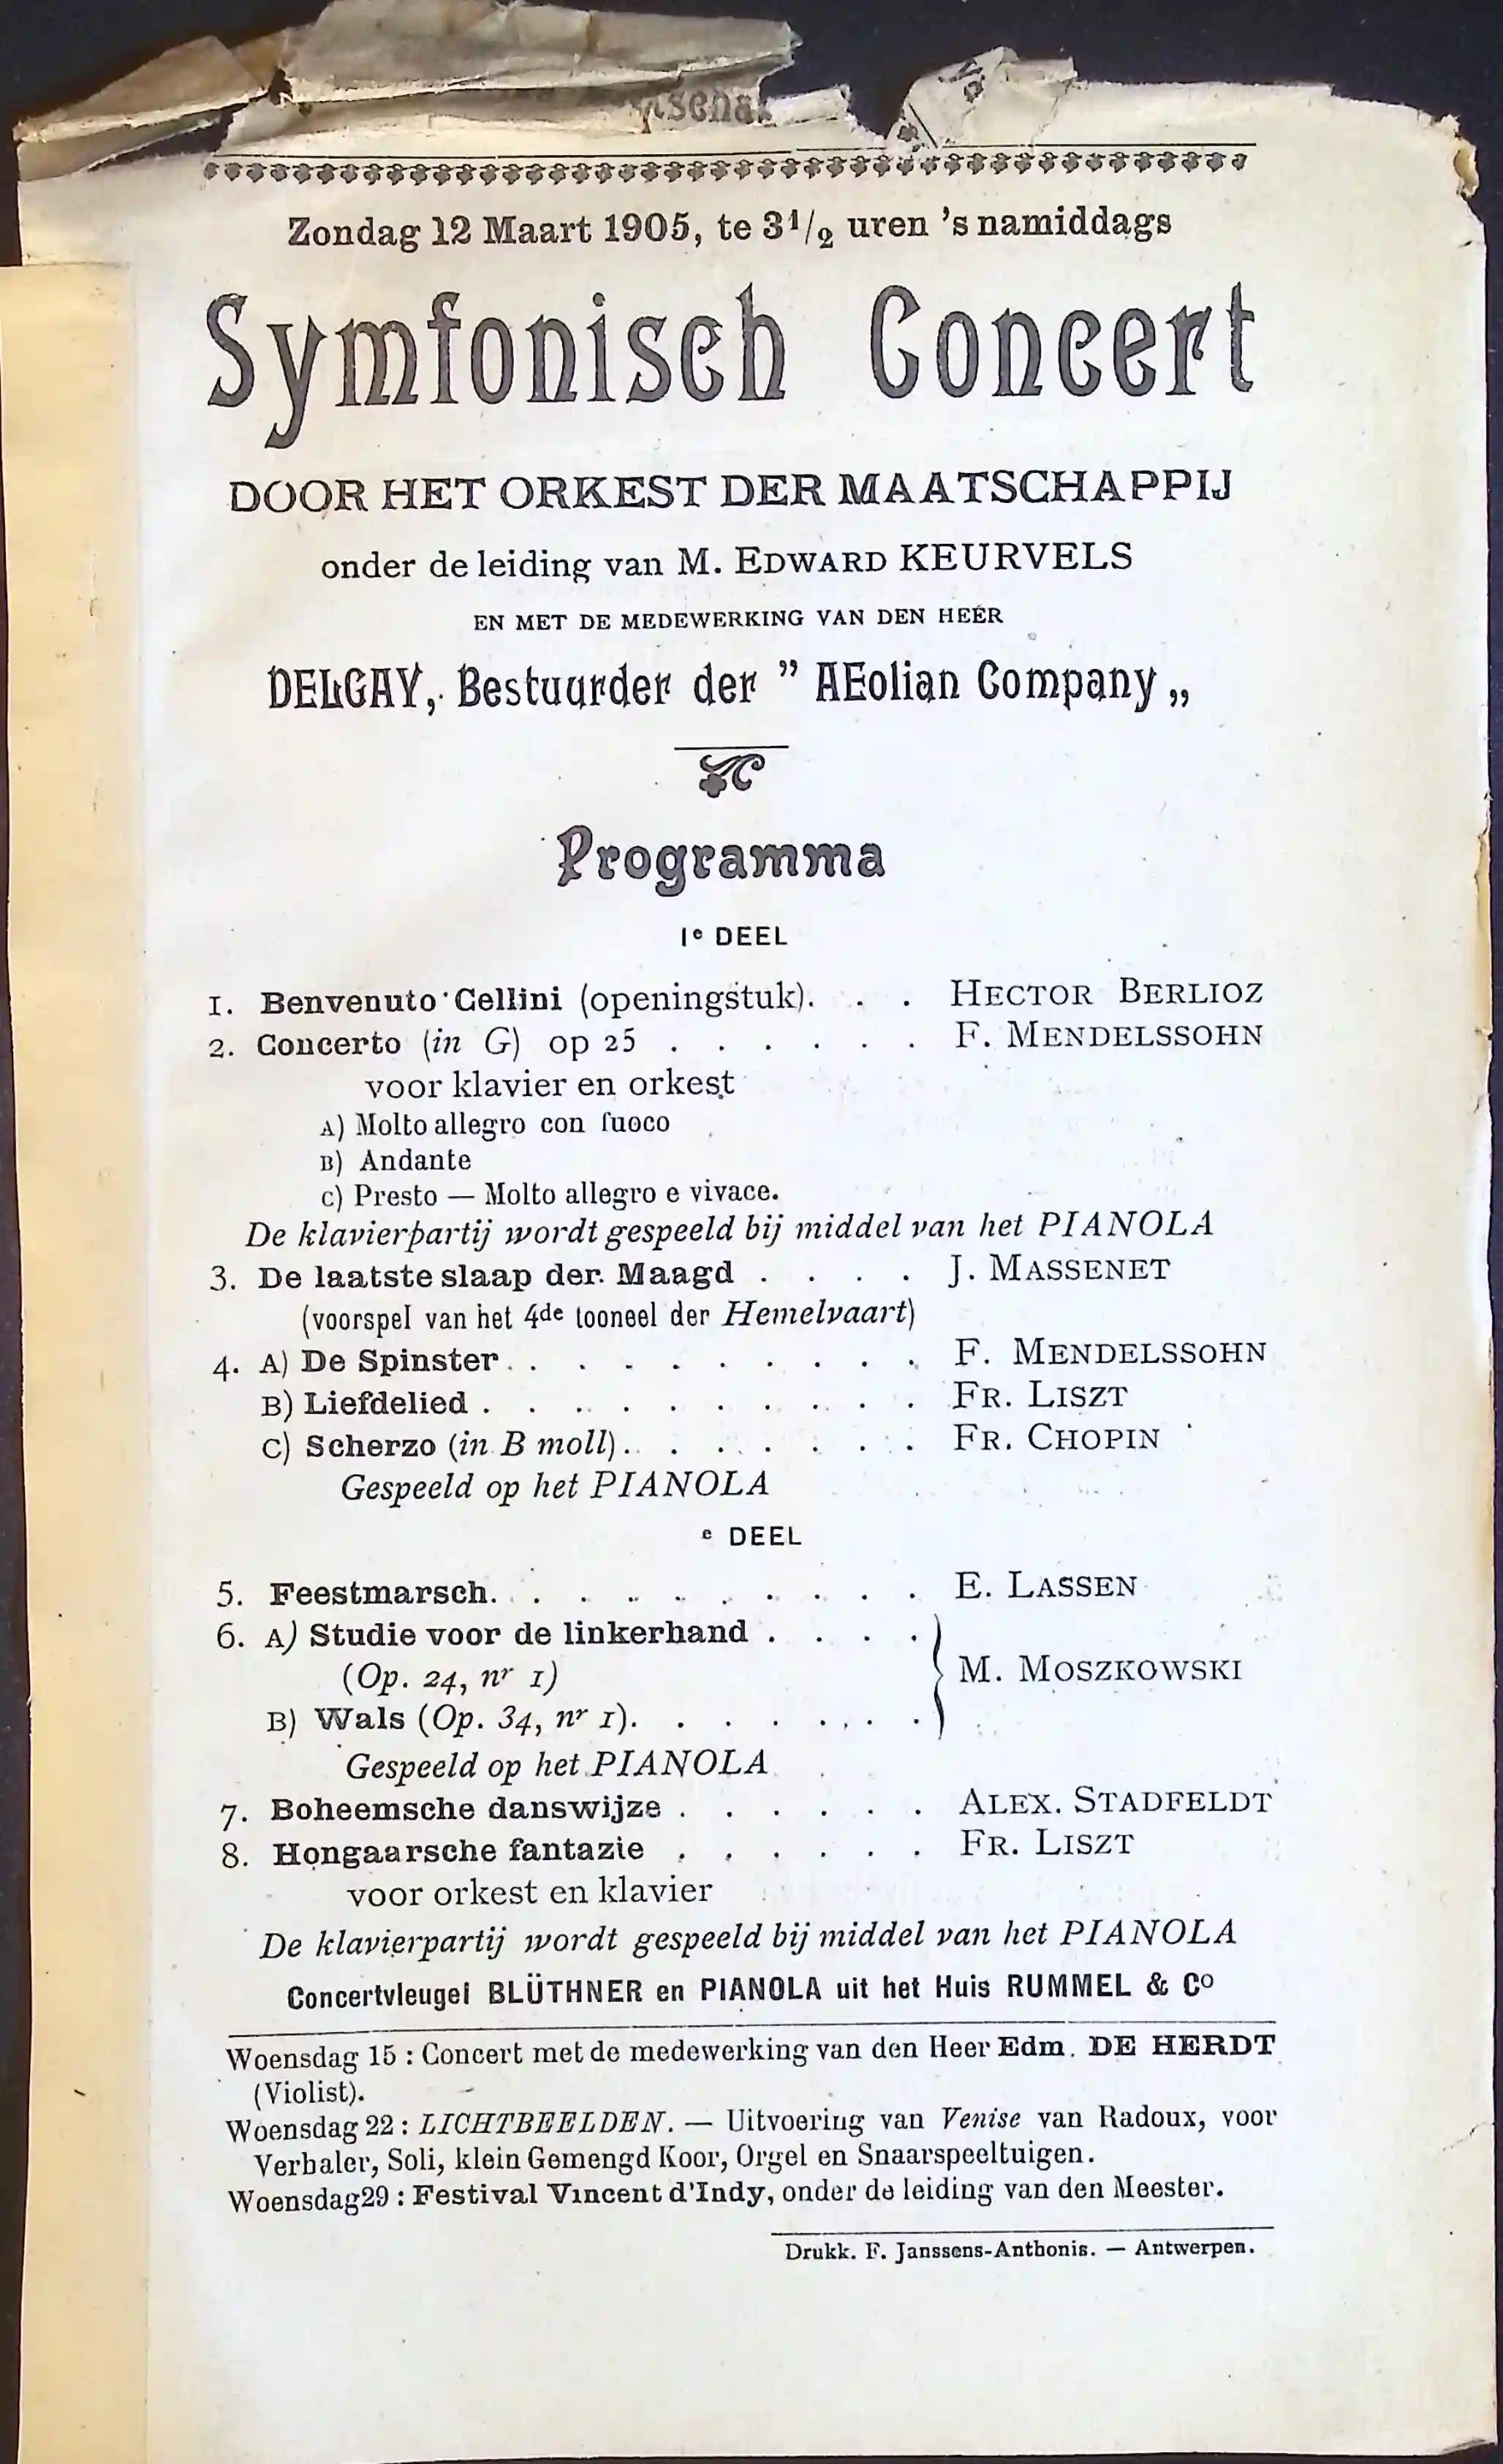 Zondag 12 Maart 1905, te 3 1/2 uren 's namiddags
Symfonisch Concert
DOOR HET ORKEST DER MAATSCHAPPIJ
onder de leiding van M. EDWARD KEURVELS
EN MET DE MEDEWERKING VAN DEN HEER
DELGAY, Bestuurder der ” AEolian Company „
Programma
1e DEEL
1. Benvenuto Cellini (openingstuk). . . HECTOR BERLIOZ
2. Concerto (in G) op 25 . . . . . . F. MENDELSSOHN
voor klavier en orkest
A) Molto allegro con fuoco
B) Andante
C) Presto — Molto allegro e vivace.
De klavierpartij wordt gespeeld bij middel van het PIANOLA
3. De laatste slaap der Maagd . . . . J. MASSENET
(voorspel van het 4de tooneel der Hemelvaart)
4. A) De Spinster . . . . . . . . . F. MENDELSSOHN
B) Liefdelied . . . . . . . . . . FR. LISZT
C) Scherzo (in B moll) . . . . . . . FR. CHOPIN
Gespeeld op het PIANOLA
e DEEL
5. Feestmarsch. . . . . . . . . . E. LASSEN
6. A) Studie voor de linkerhand . . . .
(Op. 24, nr 1)
M. MOSZKOWSKI
B) Wals (Op. 34, nr 1). . . . . . .
Gespeeld op het PIANOLA
7. Boheemsche danswijze . . . . . . ALEX. STADFELDT
8. Hongaarsche fantazie . . . . . . FR. LISZT
voor orkest en klavier
De klavierpartij wordt gespeeld bij middel van het PIANOLA
Concertvleugel BLÜTHNER en PIANOLA uit het Huis RUMMEL & Co
Woensdag 15 : Concert met de medewerking van den Heer Edm. DE HERDT
(Violist).
Woensdag 22 : LICHTBEELDEN. — Uitvoering van Venise van Radoux, voor
Verhaler, Soli, klein Gemengd Koor, Orgel en Snaarspeeltuigen.
Woensdag 29 : Festival Vincent d'Indy, onder de leiding van den Meester.
Drukk. F. Janssens-Anthonis. — Antwerpen.